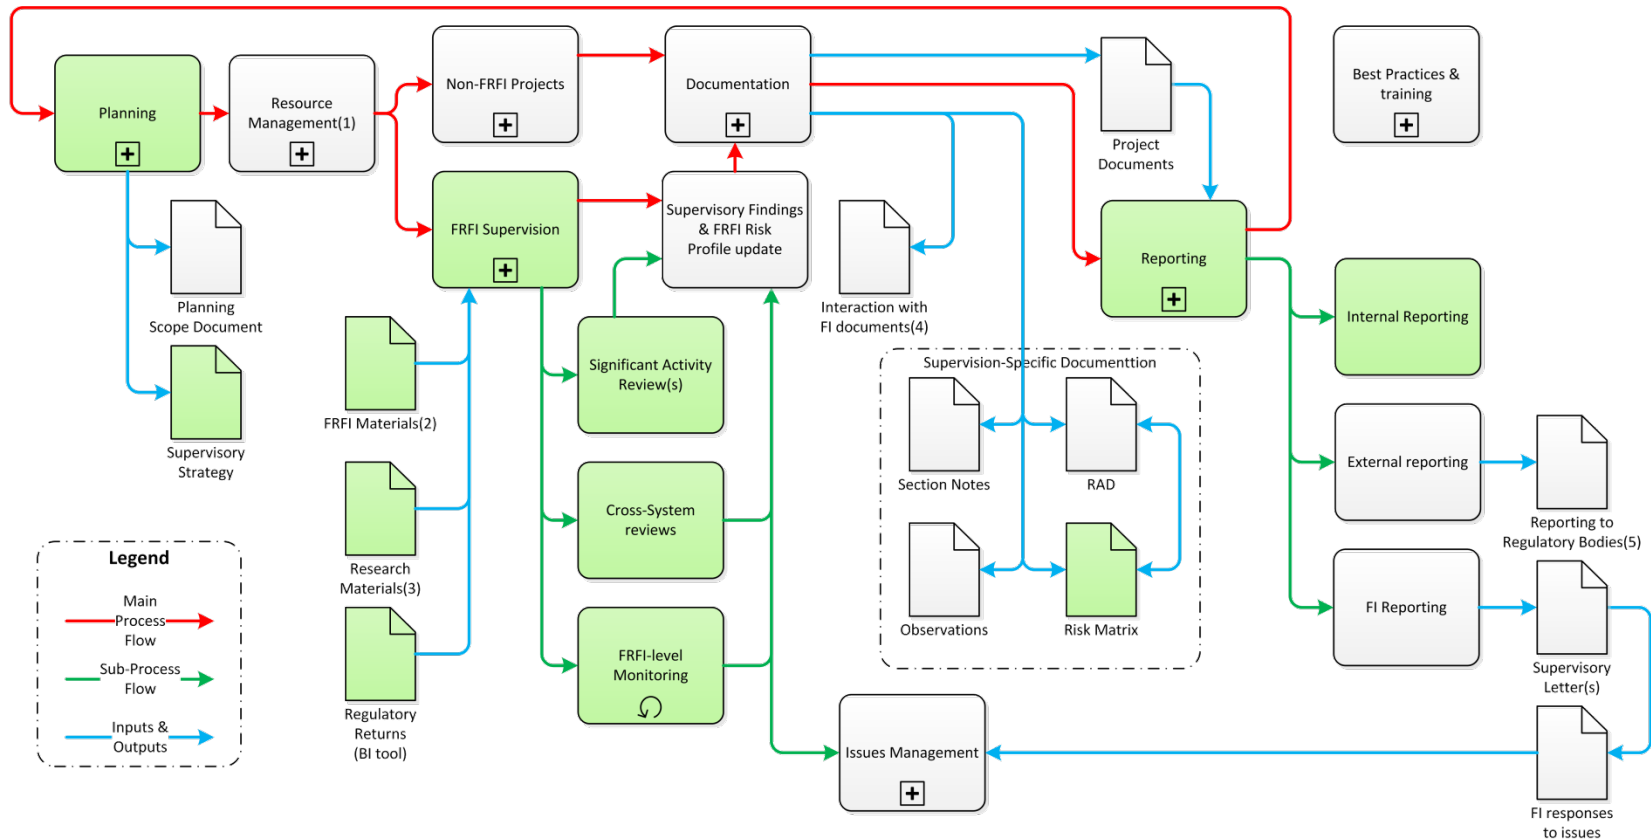 Planning
Resource
Management(1)
Non-FRFI Projects
Documentation
Project
Documents
Best Practices &
training
FRFI Supervision
Supervisory Findings
& FRFI Risk
Profile update
Reporting
Planning
Scope Document
Supervisory
Strategy
FRFI Materials(2)
Research
Materials(3)
Regulatory
Returns
(BI tool)
Significant Activity
Review(s)
Cross-System
reviews
FRFI-level
Monitoring
Interaction with
FI documents(4)
Supervision-Specific Documenttion
Section Notes
RAD
Observations
Risk Matrix
Issues Management
Internal Reporting
External reporting
Reporting to
Regulatory Bodies(5)
FI Reporting
Supervisory
Letter(s)
FI responses
to issues
Legend
Main
Process
Flow
Sub-Process
Flow
Inputs &
Outputs